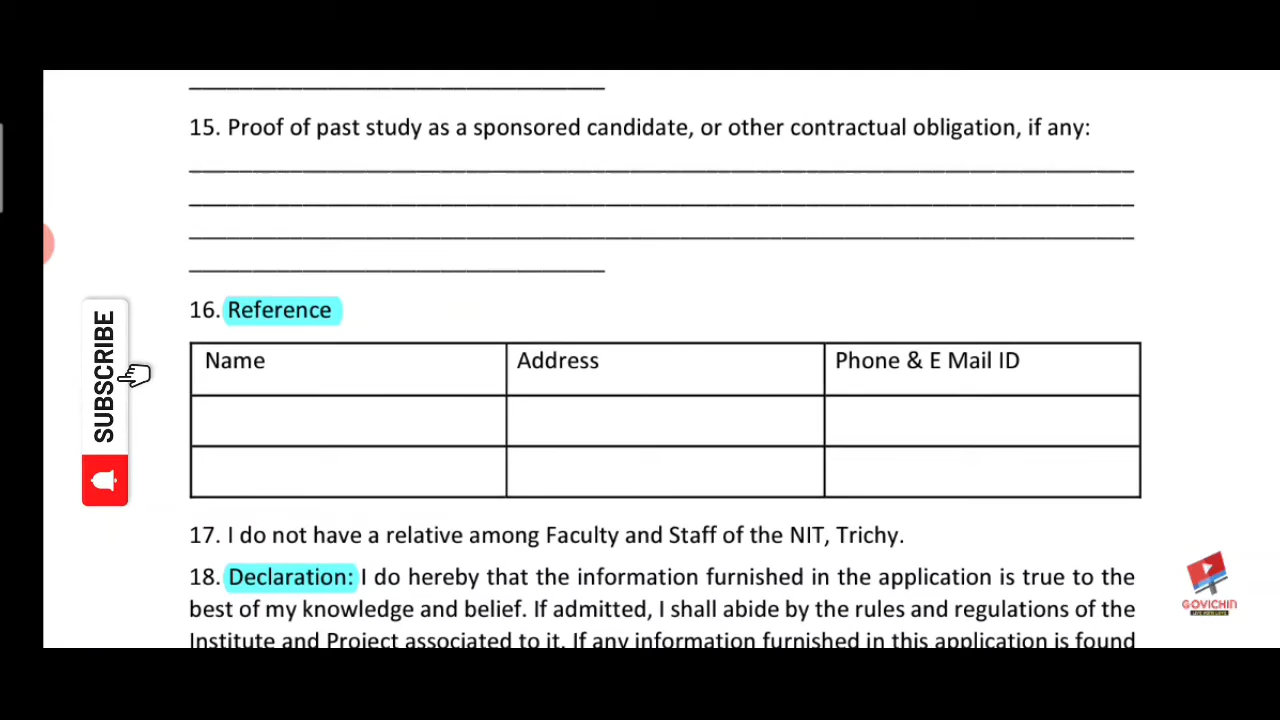 15. Proof of past study as a sponsored candidate, or other contractual obligation, if any:
16. Reference
Name Address Phone & E Mail ID
17. I do not have a relative among Faculty and Staff of the NIT, Trichy.
18. Declaration: I do hereby that the information furnished in the application is true to the
best of my knowledge and belief. If admitted, I shall abide by the rules and regulations of the
Institute and Project associated to it. If any information furnished in this application is found
SUBSCRIBE
GOVICHIN